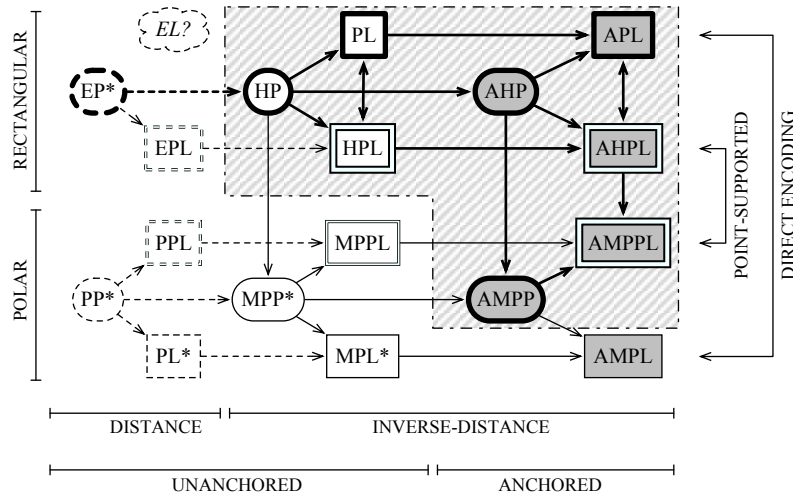 EL?
PL
APL
EP*
HP
AHP
EPL
HPL
AHPL
PPL
MPPL
AMPPL
PP*
MPP*
AMPP
PL*
MPL*
AMPL
RECTANGULAR
POLAR
POINT-SUPPORTED
DIRECT ENCODING
DISTANCE
INVERSE-DISTANCE
UNANCHORED
ANCHORED